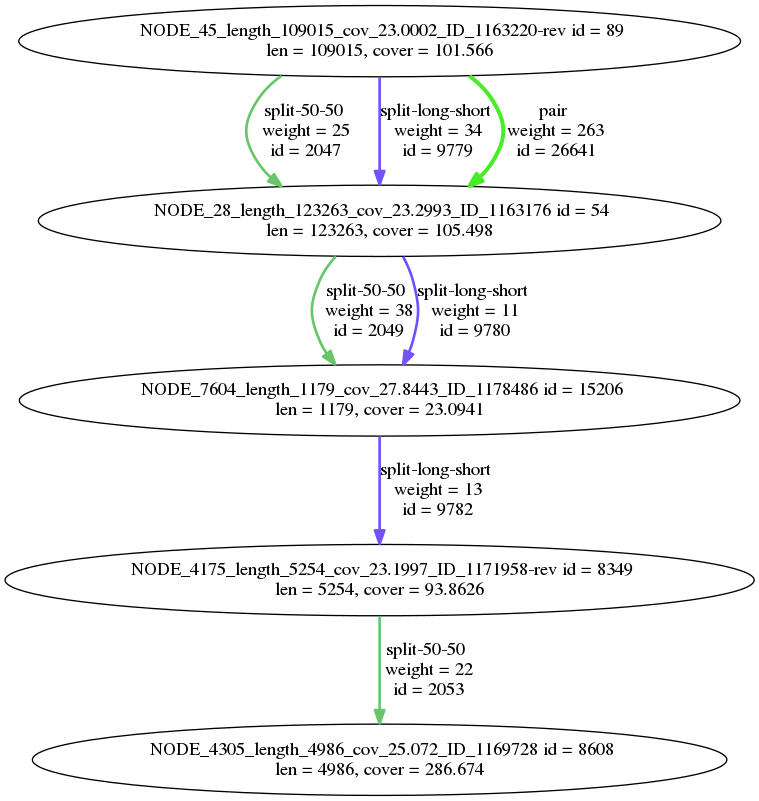 NODE_45_length_109015_cov_23.0002_ID_1163220-rev id = 89
len = 109015, cover = 101.566
split-50-50
weight = 25
id = 2047
split-long-short
weight = 34
id = 9779
pair
weight = 263
id = 26641
NODE_28_length_123263_cov_23.2993_ID_1163176 id = 54
len = 123263, cover = 105.498
split-50-50
weight = 38
id = 2049
split-long-short
weight = 11
id = 9780
NODE_7604_length_1179_cov_27.8443_ID_1178486 id = 15206
len = 1179, cover = 23.0941
split-long-short
weight = 13
id = 9782
NODE_4175_length_5254_cov_23.1997_ID_1171958-rev id = 8349
len = 5254, cover = 93.8626
split-50-50
weight = 22
id = 2053
NODE_4305_length_4986_cov_25.072_ID_1169728 id = 8608
len = 4986, cover = 286.674